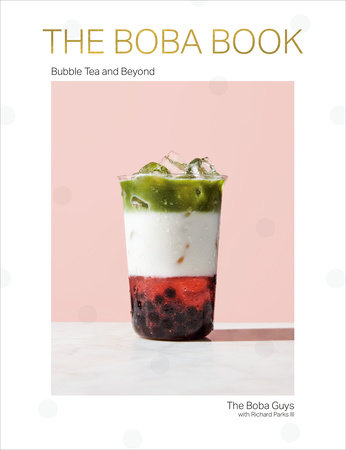 THE BOBA BOOK
Bubble Tea and Beyond
The Boba Guys
with Richard Parks III